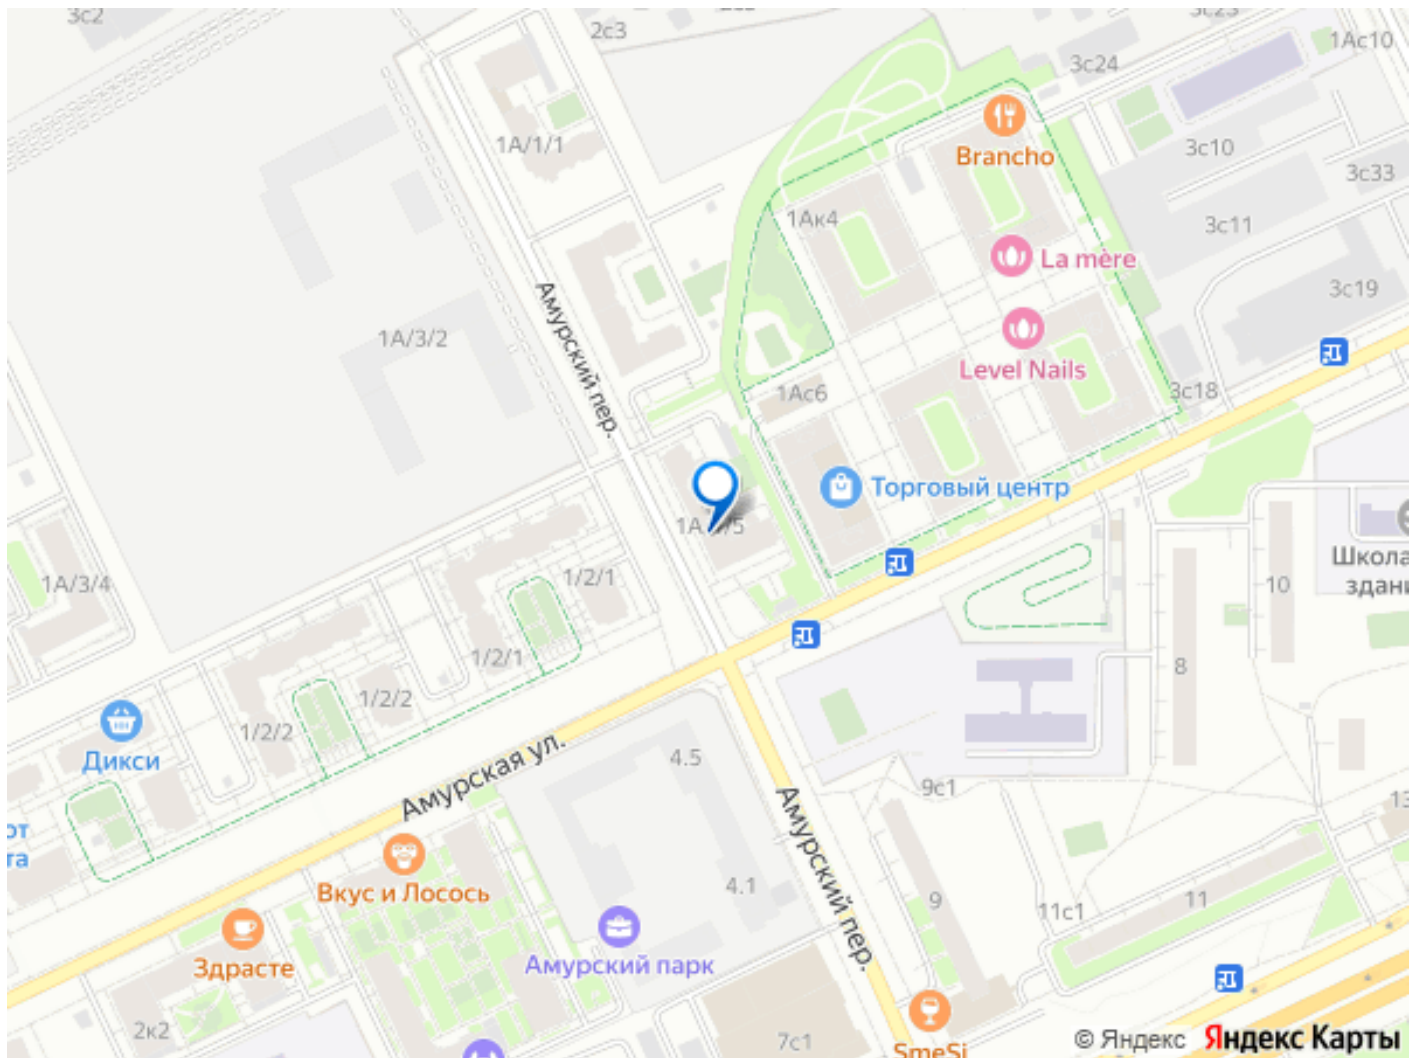 3с2
2с3
3с24
1Ас10
Brancho
3с10
3с33
1А/1/1
1Ак4
3с11
La mère
3с19
Амурский пер.
1А/3/2
Level Nails
1Ас6
3с18
Торговый центр
1А/3/4
1/2/1
Школа
здани
10
1/2/1
8
1/2/2
1/2/2
Дикси
Амурская ул.
4.5
9с1
Амурский пер.
13
от
та
Вкус и Лосось
4.1
9
11
11с1
Здрасте
Амурский парк
2к2
7с1
SmeSi
© Яндекс Яндекс Карты